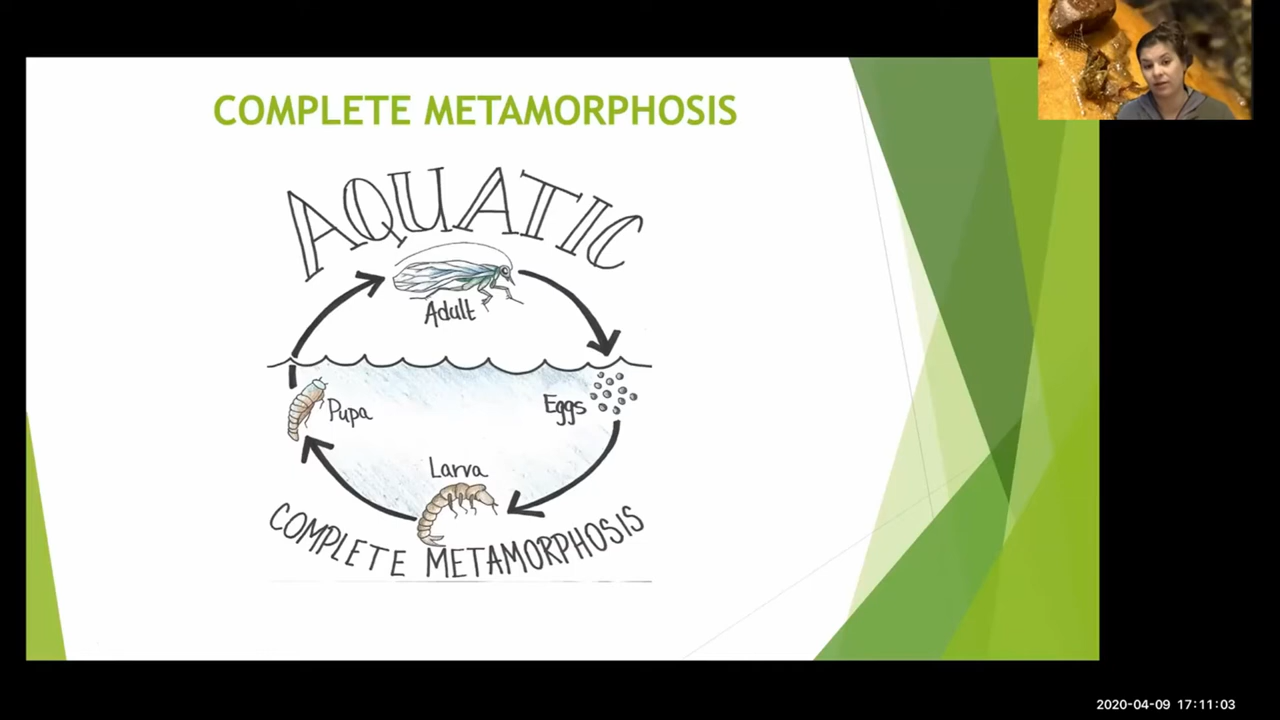 COMPLETE METAMORPHOSIS
AQUATIC
Adult
Pupa
Eggs
Larva
COMPLETE METAMORPHOSIS
2020-04-09 17:11:03